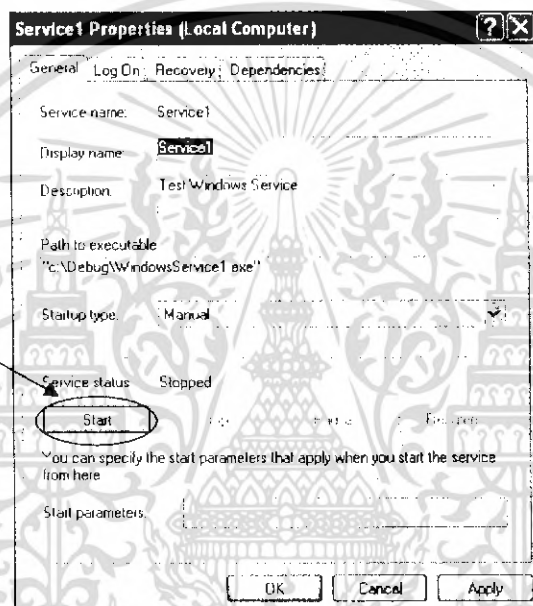 Service1 Properties (Local Computer)
General Log On Recovery Dependencies
Service name: Service1
Display name: Service1
Description: Test Windows Service
Path to executable
"c:\Debug\WindowsService1.exe"
Startup type: Manual
Service status Stopped
Start
You can specify the start parameters that apply when you start the service
from here
Start parameters:
OK Cancel Apply